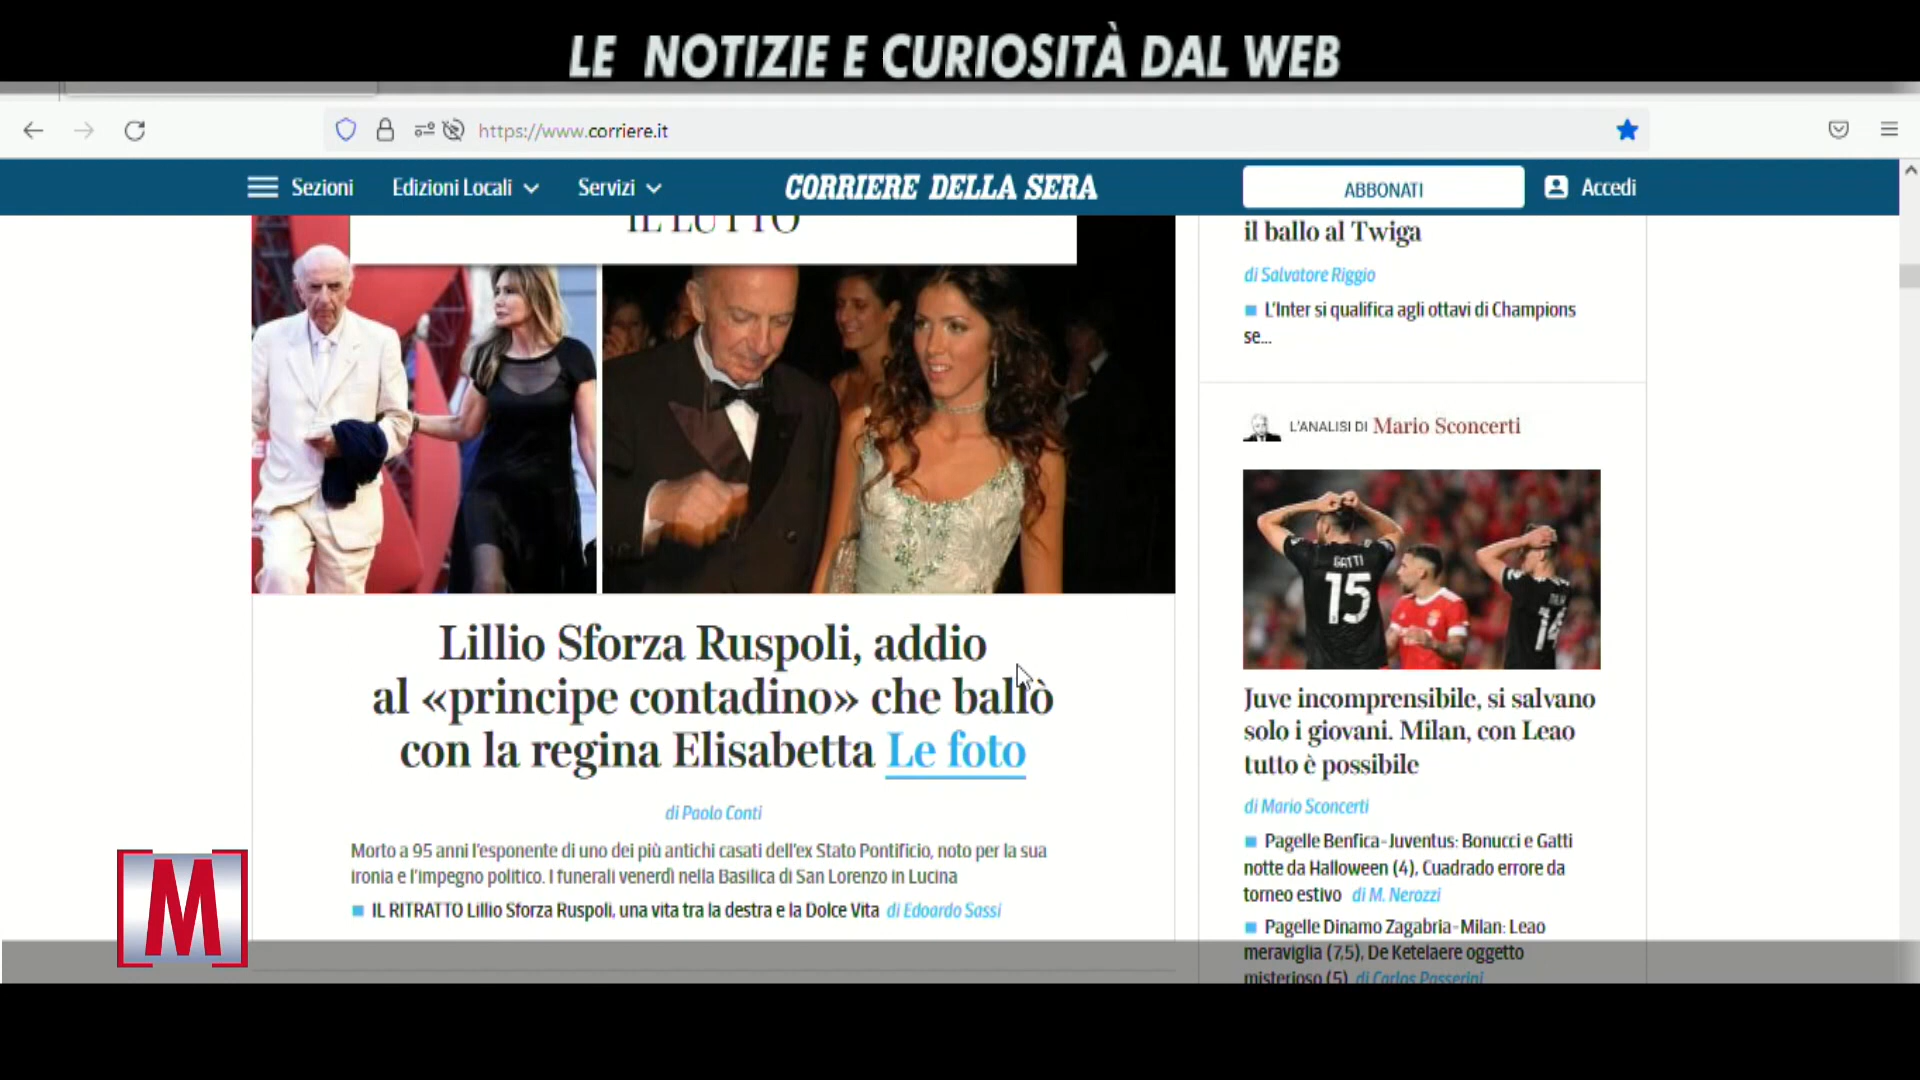 LE NOTIZIE E CURIOSITÀ DAL WEB
https://www.corriere.it
Sezioni
Edizioni Locali
Servizi
CORRIERE DELLA SERA
ABBONATI
Accedi
IL LUTTO
Lillio Sforza Ruspoli, addio
al «principe contadino» che ballò
con la regina Elisabetta Le foto
di Paolo Conti
Morto a 95 anni l'esponente di uno dei più antichi casati dell'ex Stato Pontificio, noto per la sua
ironia e l'impegno politico. I funerali venerdì nella Basilica di San Lorenzo in Lucina
IL RITRATTO Lillio Sforza Ruspoli, una vita tra la destra e la Dolce Vita di Edoardo Sassi
M
il ballo al Twiga
di Salvatore Riggio
L'Inter si qualifica agli ottavi di Champions
se...
L'ANALISI DI Mario Sconcerti
GATTI
15
Juve incomprensibile, si salvano
solo i giovani. Milan, con Leao
tutto è possibile
di Mario Sconcerti
Pagelle Benfica-Juventus: Bonucci e Gatti
notte da Halloween (4), Cuadrado errore da
torneo estivo di M. Nerozzi
Pagelle Dinamo Zagabria-Milan: Leao
meraviglia (7,5), De Ketelaere oggetto
misterioso (5) di Carlos Passerini